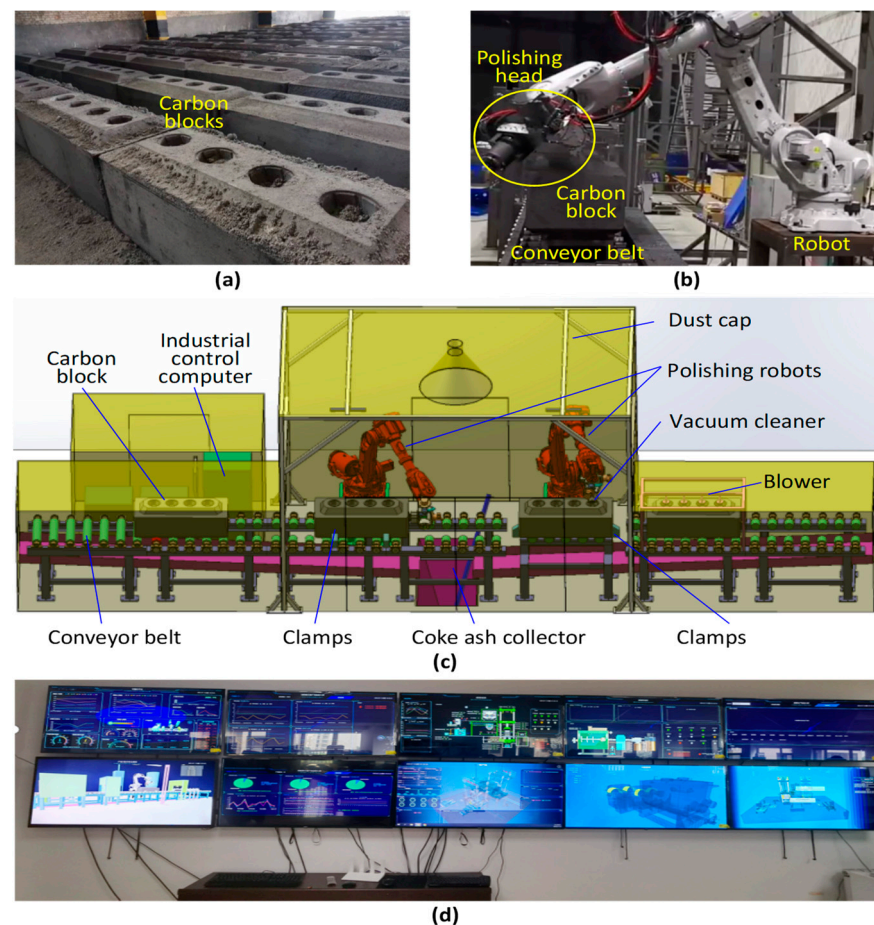 Carbon
blocks
Polishing
head
Carbon
block
Conveyor belt
Robot
(a)
(b)
Carbon
block
Industrial
control
computer
Dust cap
Polishing robots
Vacuum cleaner
Blower
Conveyor belt
Clamps
Coke ash collector
Clamps
(c)
(d)